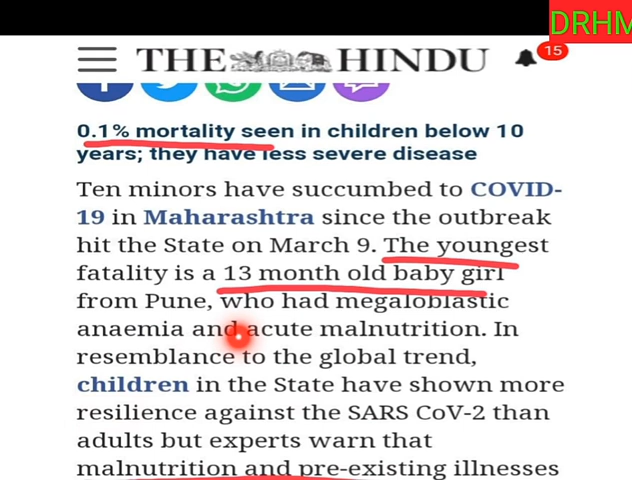 DRHM
THE HINDU
15
0.1% mortality seen in children below 10
years; they have less severe disease
Ten minors have succumbed to COVID-
19 in Maharashtra since the outbreak
hit the State on March 9. The youngest
fatality is a 13 month old baby girl
from Pune, who had megaloblastic
anaemia and acute malnutrition. In
resemblance to the global trend,
children in the State have shown more
resilience against the SARS CoV-2 than
adults but experts warn that
malnutrition and pre-existing illnesses